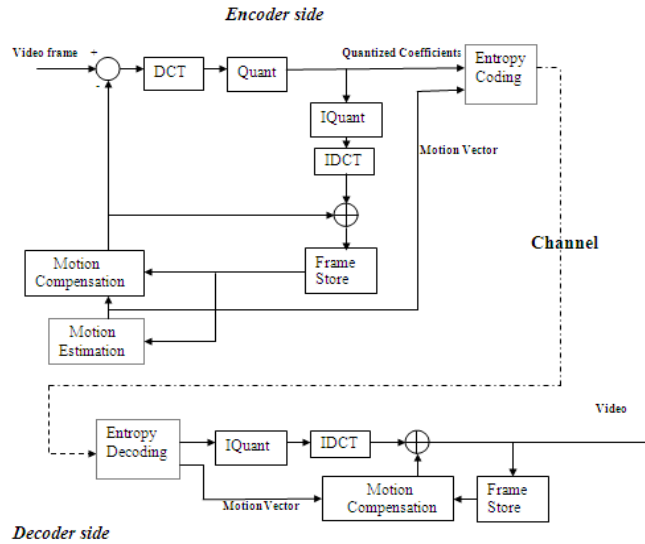 Encoder side
Video frame
+
-
DCT
Quant
Quantized Coefficients
Entropy
Coding
IQuant
IDCT
Motion Vector
Channel
Motion
Compensation
Frame
Store
Motion
Estimation
Video
Entropy
Decoding
IQuant
IDCT
Motion Vector
Motion
Compensation
Frame
Store
Decoder side